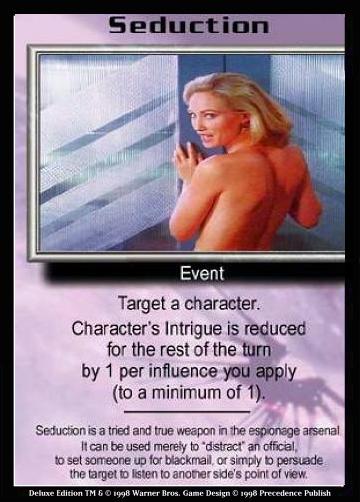 Seduction
Event
Target a character.
Character's Intrigue is reduced
for the rest of the turn
by 1 per influence you apply
(to a minimum of 1).
Seduction is a tried and true weapon in the espionage arsenal
It can be used merely to "distract" an official,
to set someone up for blackmail, or simply to persuade
the target to listen to another side's point of view.
Deluxe Edition TM & © 1998 Warner Bros. Game Design © 1998 Precedence Publish